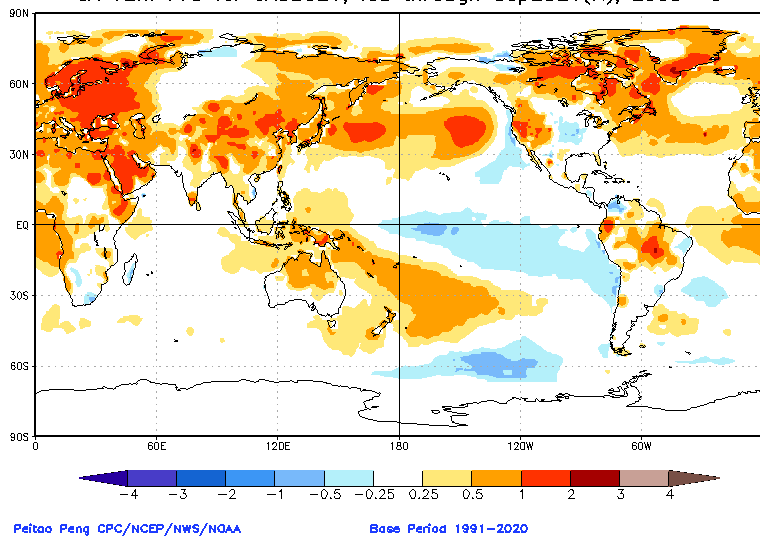 90N
60N
30N
EQ
30S
60S
90S
0 60E 120E 180 120W 60W
-4 -3 -2 -1 -0.5 -0.25 0.25 0.5 1 2 3 4
Peitao Peng CPC/NCEP/NWS/NOAA Base Period 1991-2020